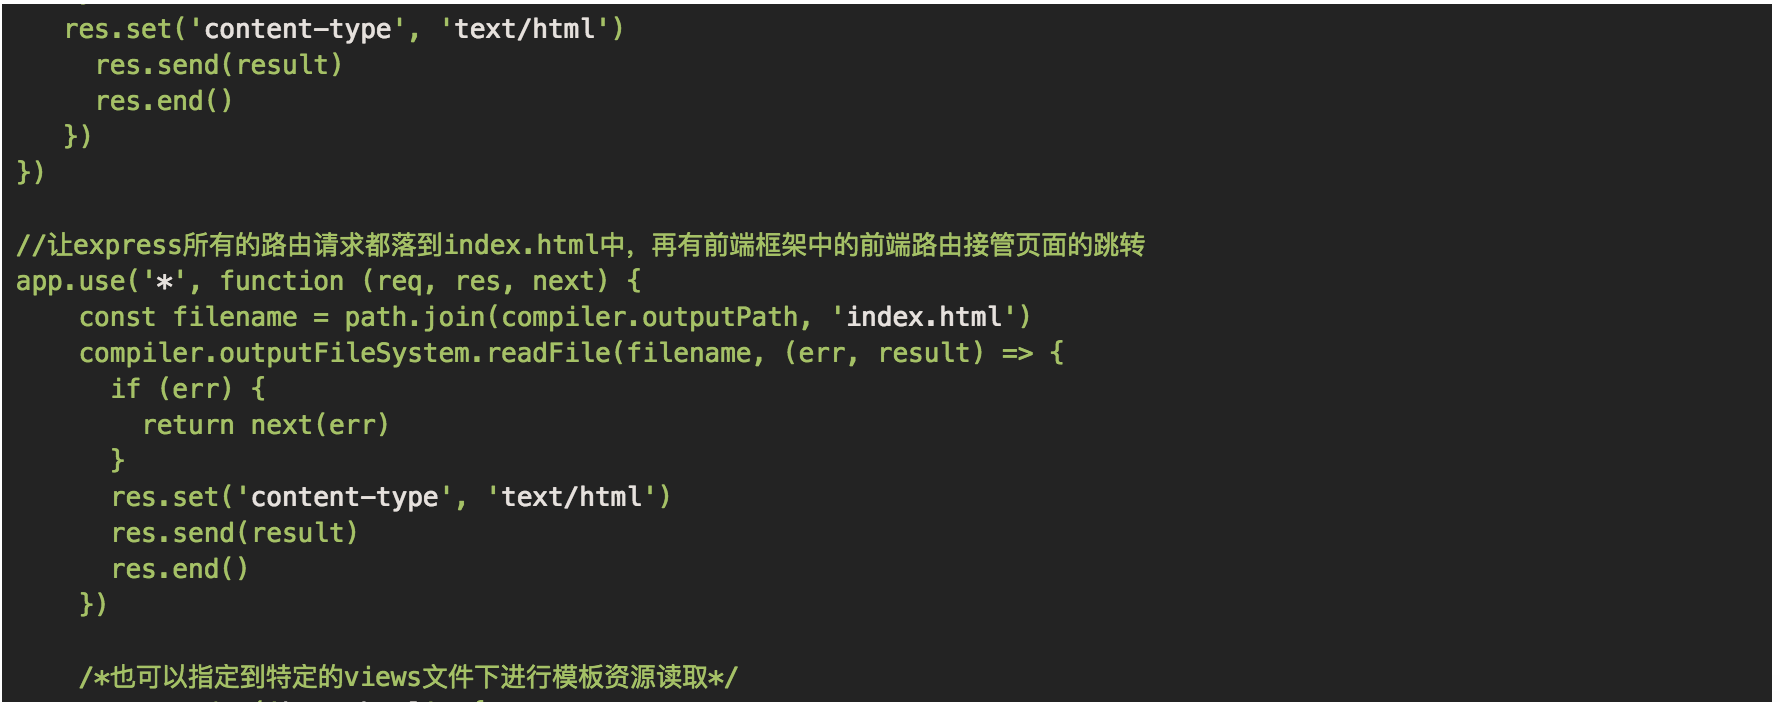 res.set('content-type', 'text/html')
res.send(result)
res.end()
})
})
//让express所有的路由请求都落到index.html中，再有前端框架中的前端路由接管页面的跳转
app.use('*', function (req, res, next) {
const filename = path.join(compiler.outputPath, 'index.html')
compiler.outputFileSystem.readFile(filename, (err, result) => {
if (err) {
return next(err)
}
res.set('content-type', 'text/html')
res.send(result)
res.end()
})
/*也可以指定到特定的views文件下进行模板资源读取*/